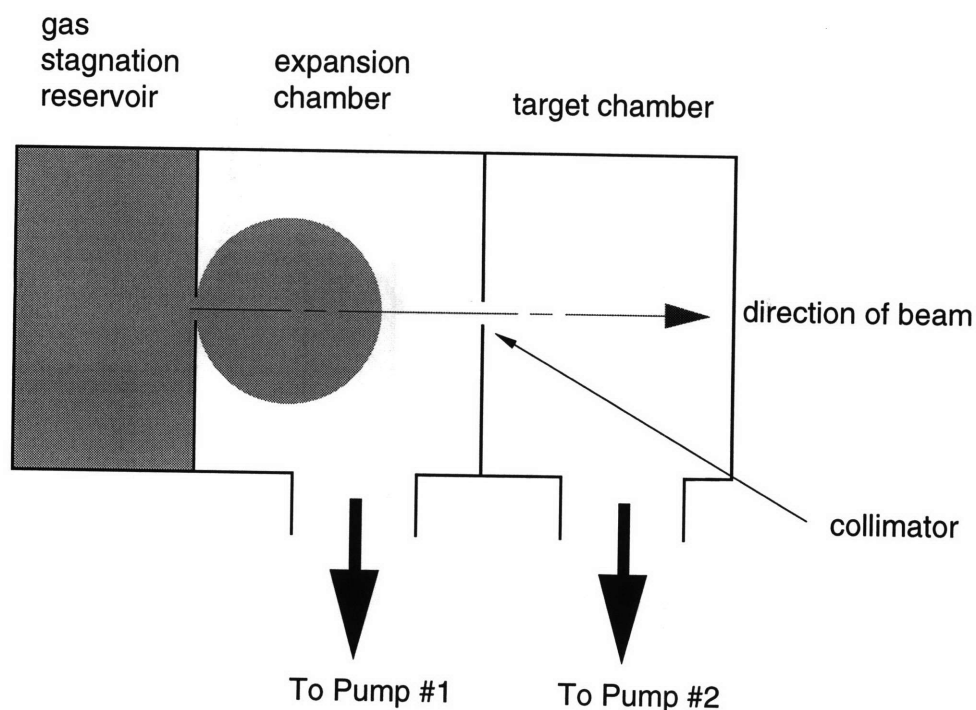 gas
stagnation
reservoir
expansion
chamber
target chamber
direction of beam
collimator
To Pump #1
To Pump #2